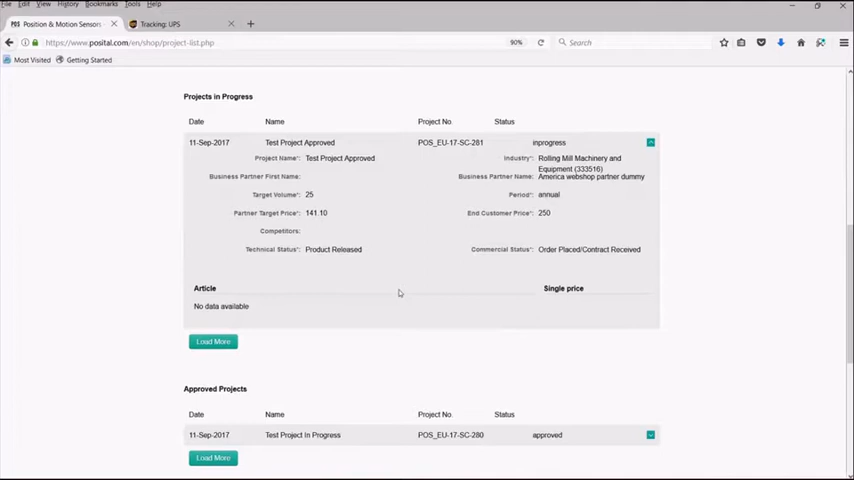 File Edit View History Bookmarks Tools Help
POS Position & Motion Sensors - Tracking: UPS
https://www.posital.com/en/shop/project-list.php 90% Search
Most Visited Getting Started
Projects in Progress
Date Name Project No. Status
11-Sep-2017 Test Project Approved POS_EU-17-SC-281 inprogress
Project Name*: Test Project Approved Industry*: Rolling Mill Machinery and
Equipment (333516)
Business Partner First Name: Business Partner Name: America webshop partner dummy
Target Volume*: 25 Period*: annual
Partner Target Price*: 141.10 End Customer Price*: 250
Competitors:
Technical Status*: Product Released Commercial Status*: Order Placed/Contract Received
Article Single price
No data available
Load More
Approved Projects
Date Name Project No. Status
11-Sep-2017 Test Project In Progress POS_EU-17-SC-280 approved
Load More